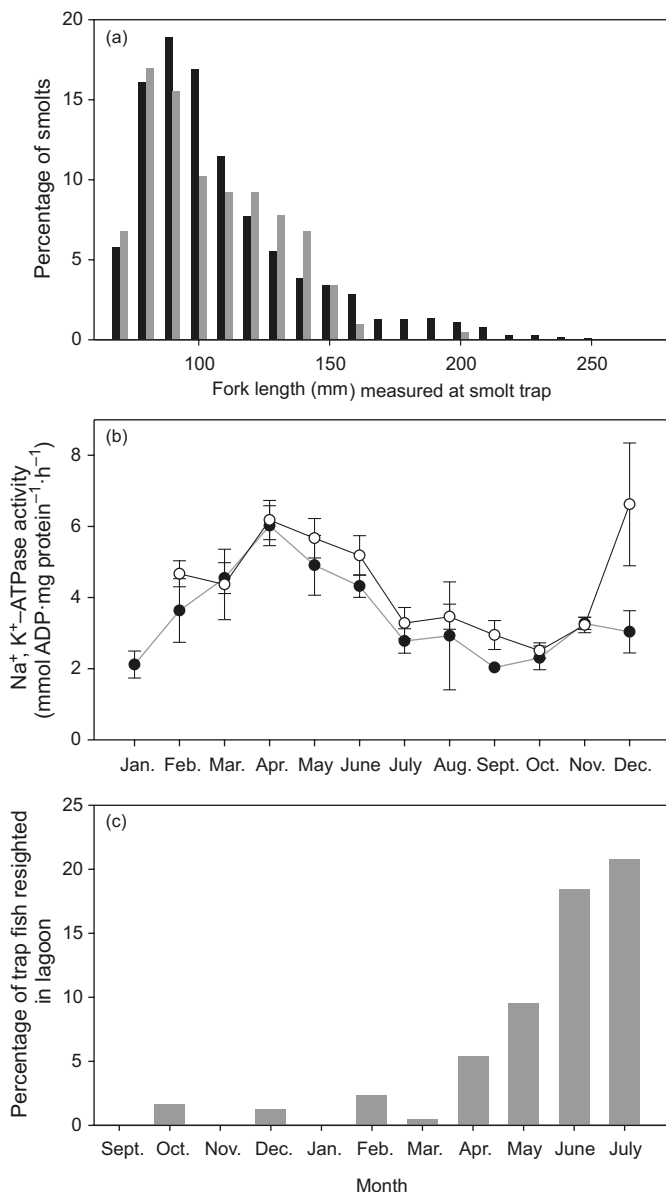 (a)
Percentage of smolts
20
15
10
5
0
100 150 200 250
Fork length (mm) measured at smolt trap
(b)
Na⁺, K⁺–ATPase activity
(mmol ADP·mg protein⁻¹·h⁻¹)
8
6
4
2
0
Jan. Feb. Mar. Apr. May June July Aug. Sept. Oct. Nov. Dec.
(c)
Percentage of trap fish resighted
in lagoon
25
20
15
10
5
0
Sept. Oct. Nov. Dec. Jan. Feb. Mar. Apr. May June July
Month